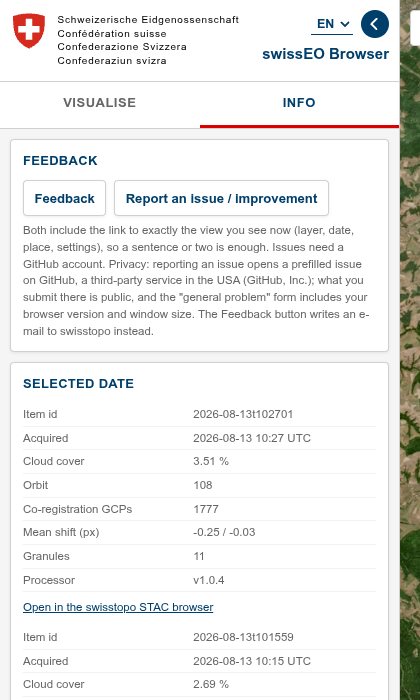 Schweizerische Eidgenossenschaft
Confédération suisse
Confederazione Svizzera
Confederaziun svizra
EN
swissEO Browser
VISUALISE
INFO
FEEDBACK
Feedback
Report an issue / improvement
Both include the link to exactly the view you see now (layer, date,
place, settings), so a sentence or two is enough. Issues need a
GitHub account. Privacy: reporting an issue opens a prefilled issue
on GitHub, a third-party service in the USA (GitHub, Inc.); what you
submit there is public, and the "general problem" form includes your
browser version and window size. The Feedback button writes an e-
mail to swisstopo instead.
SELECTED DATE
Item id 2026-08-13t102701
Acquired 2026-08-13 10:27 UTC
Cloud cover 3.51 %
Orbit 108
Co-registration GCPs 1777
Mean shift (px) -0.25 / -0.03
Granules 11
Processor v1.0.4
Open in the swisstopo STAC browser
Item id 2026-08-13t101559
Acquired 2026-08-13 10:15 UTC
Cloud cover 2.69 %